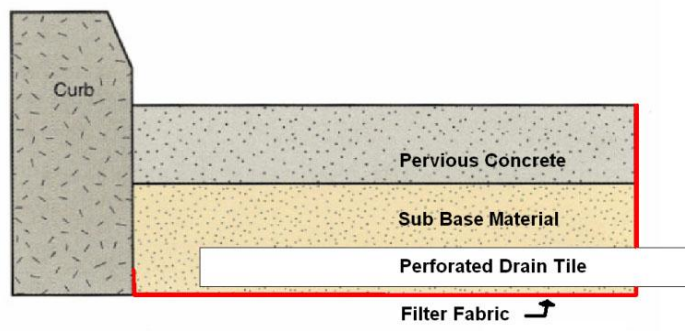 Curb
Pervious Concrete
Sub Base Material
Perforated Drain Tile
Filter Fabric